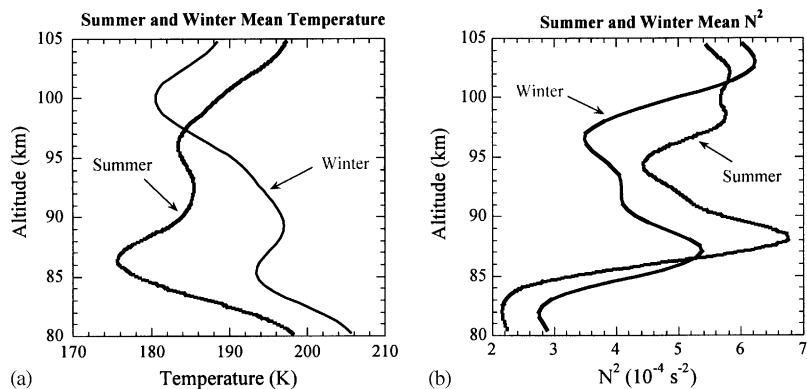 Summer and Winter Mean Temperature
105
100
95
90
85
80
Altitude (km)
Summer
Winter
170 180 190 200 210
(a) Temperature (K)
Summer and Winter Mean N²
105
100
95
90
85
80
Altitude (km)
Winter
Summer
2 3 4 5 6 7
(b) N² (10⁻⁴ s⁻²)